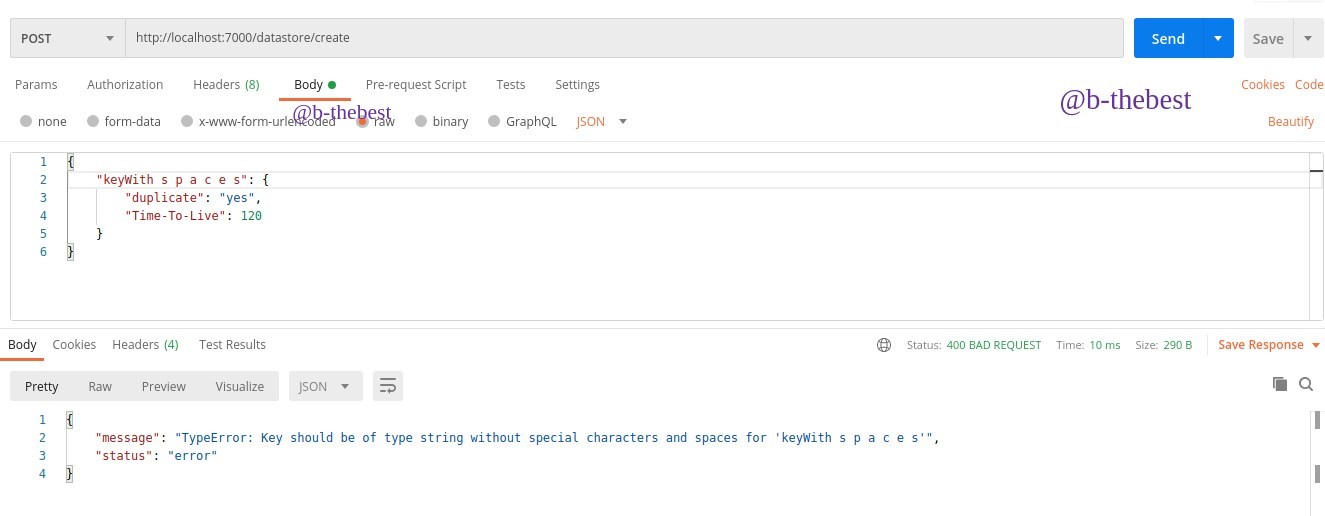 POST http://localhost:7000/datastore/create Send Save
Params Authorization Headers (8) Body Pre-request Script Tests Settings Cookies Code
@b-thebest @b-thebest
none form-data x-www-form-urlencoded raw binary GraphQL JSON Beautify
1 {
2 "keyWith s p a c e s": {
3 "duplicate": "yes",
4 "Time-To-Live": 120
5 }
6 }
Body Cookies Headers (4) Test Results Status: 400 BAD REQUEST Time: 10 ms Size: 290 B Save Response
Pretty Raw Preview Visualize JSON
1 {
2 "message": "TypeError: Key should be of type string without special characters and spaces for 'keyWith s p a c e s'",
3 "status": "error"
4 }